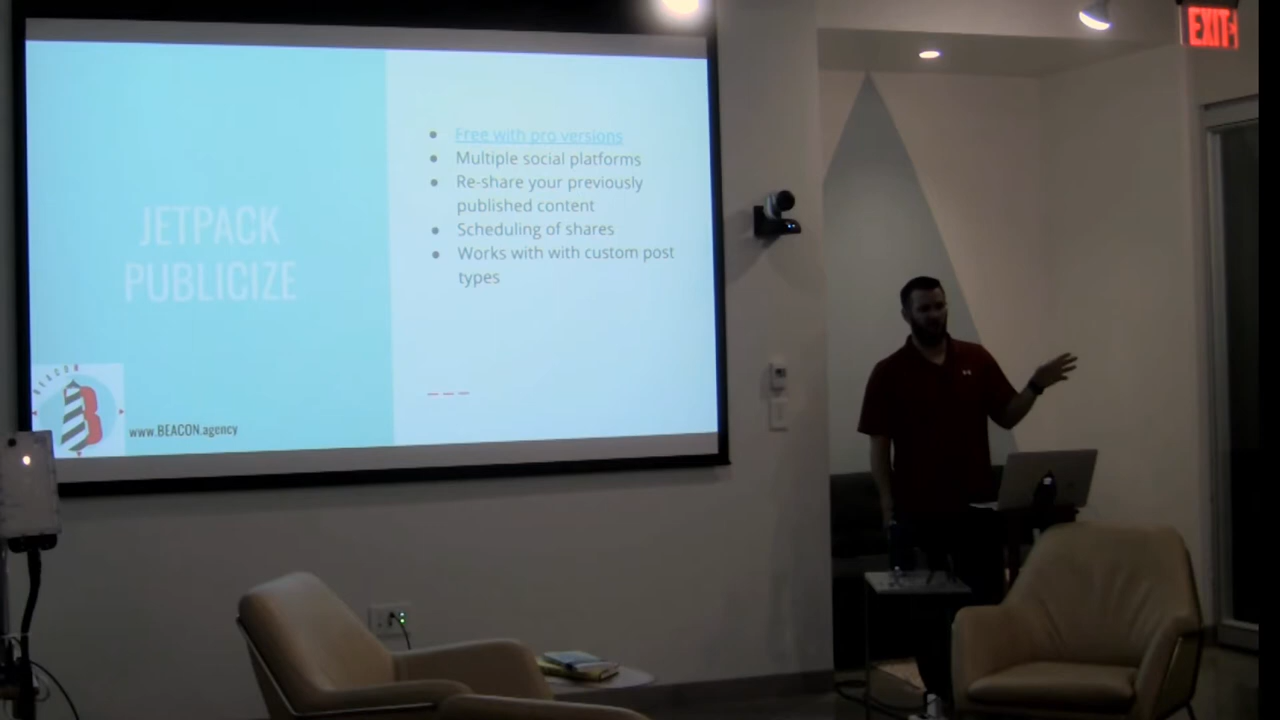 EXIT
Free with pro versions
Multiple social platforms
Re-share your previously
published content
Scheduling of shares
Works with with custom post
types
JETPACK
PUBLICIZE
BEACON
B
www.BEACON.agency